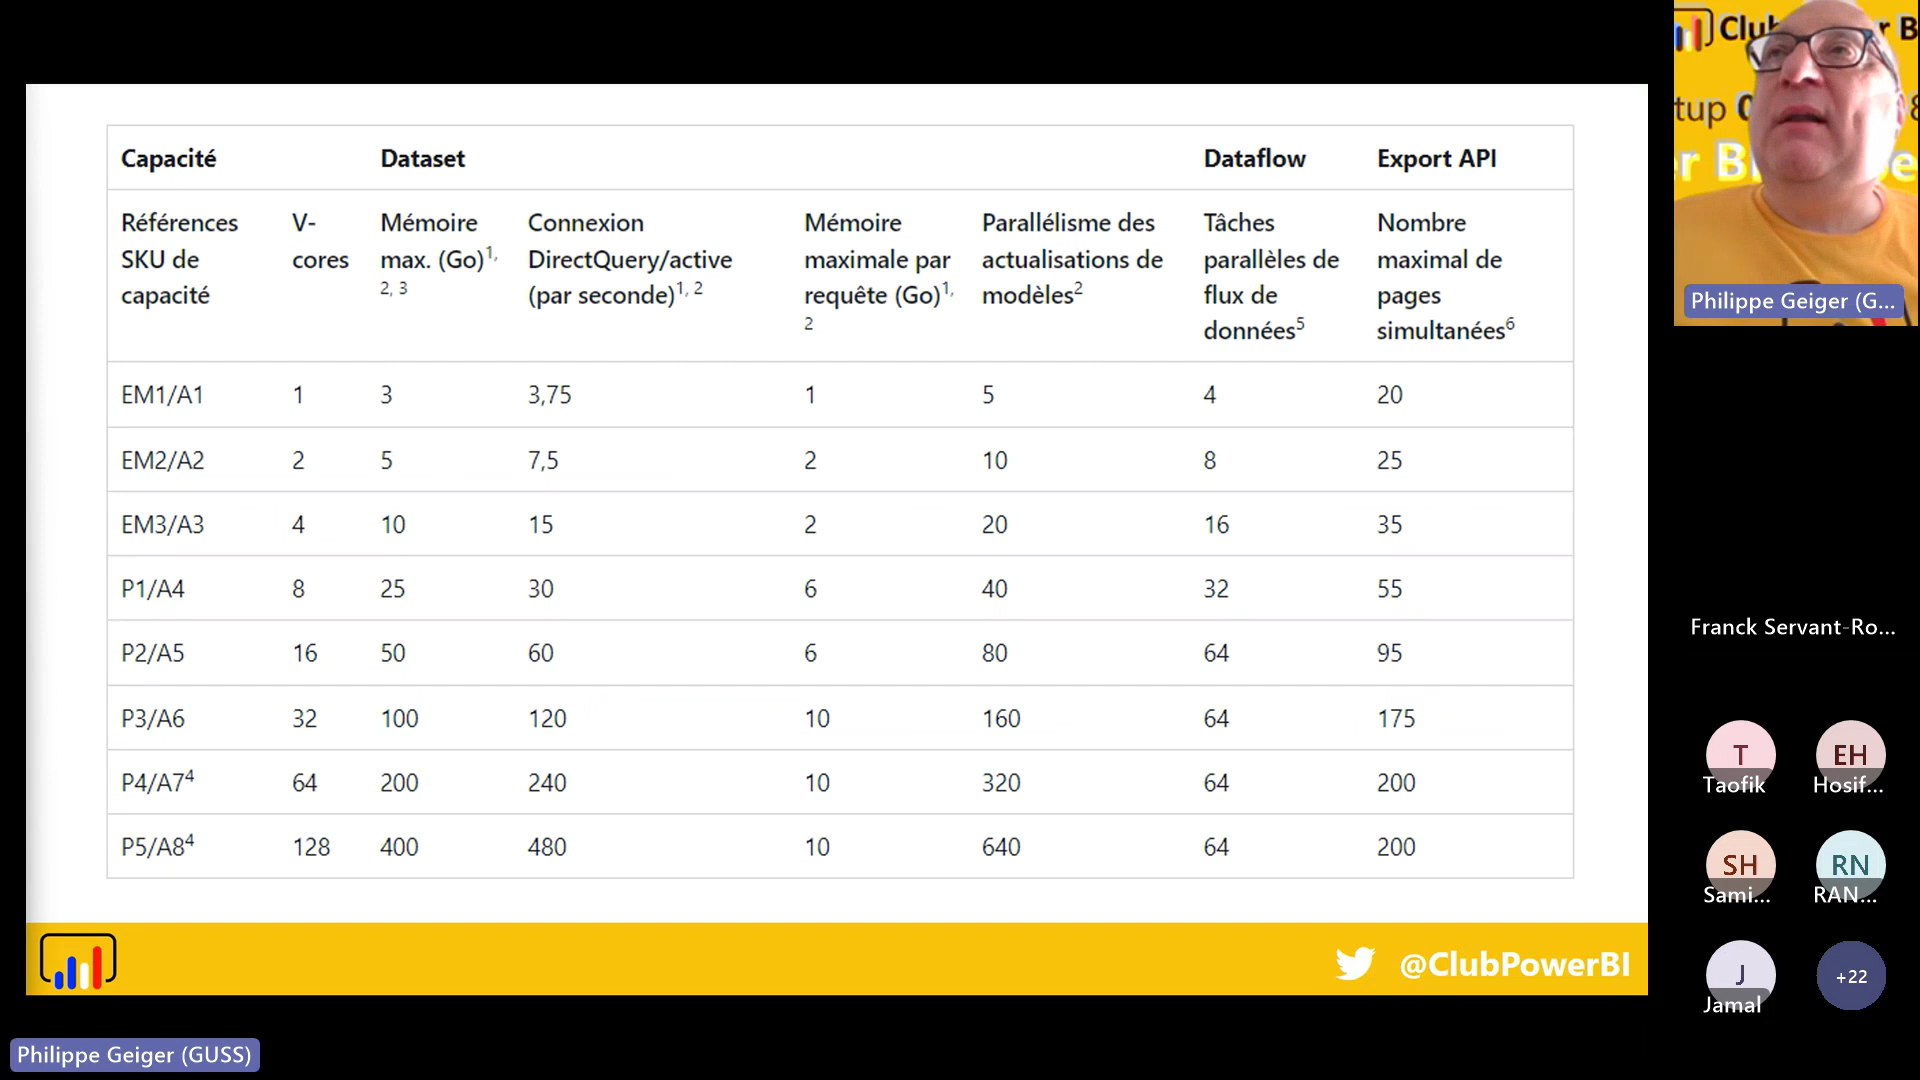 Capacité Dataset Dataflow Export API
Références SKU de capacité
V-cores
Mémoire max. (Go)1, 2, 3
Connexion DirectQuery/active (par seconde)1, 2
Mémoire maximale par requête (Go)1, 2
Parallélisme des actualisations de modèles2
Tâches parallèles de flux de données5
Nombre maximal de pages simultanées6
EM1/A1 1 3 3,75 1 5 4 20
EM2/A2 2 5 7,5 2 10 8 25
EM3/A3 4 10 15 2 20 16 35
P1/A4 8 25 30 6 40 32 55
P2/A5 16 50 60 6 80 64 95
P3/A6 32 100 120 10 160 64 175
P4/A74 64 200 240 10 320 64 200
P5/A84 128 400 480 10 640 64 200
@ClubPowerBI
Philippe Geiger (GUSS)
Philippe Geiger (G...
Franck Servant-Ro...
T
Taofik
EH
Hosif...
SH
Sami...
RN
RAN...
J
Jamal
+22